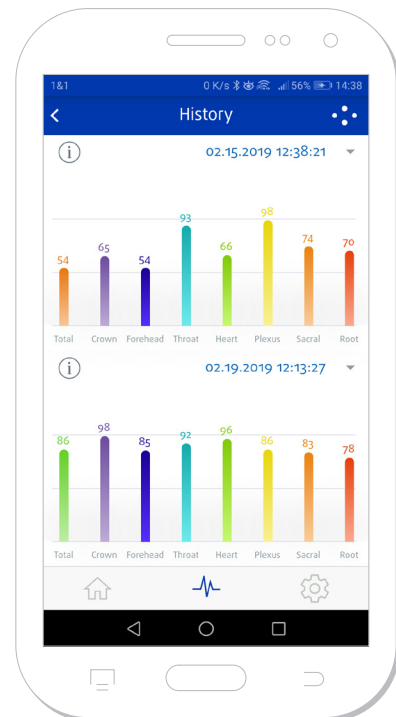 1&1 0 K/s 56% 14:38
History
i 02.15.2019 12:38:21
54 65 54 93 66 98 74 70
Total Crown Forehead Throat Heart Plexus Sacral Root
i 02.19.2019 12:13:27
86 98 85 92 96 86 83 78
Total Crown Forehead Throat Heart Plexus Sacral Root